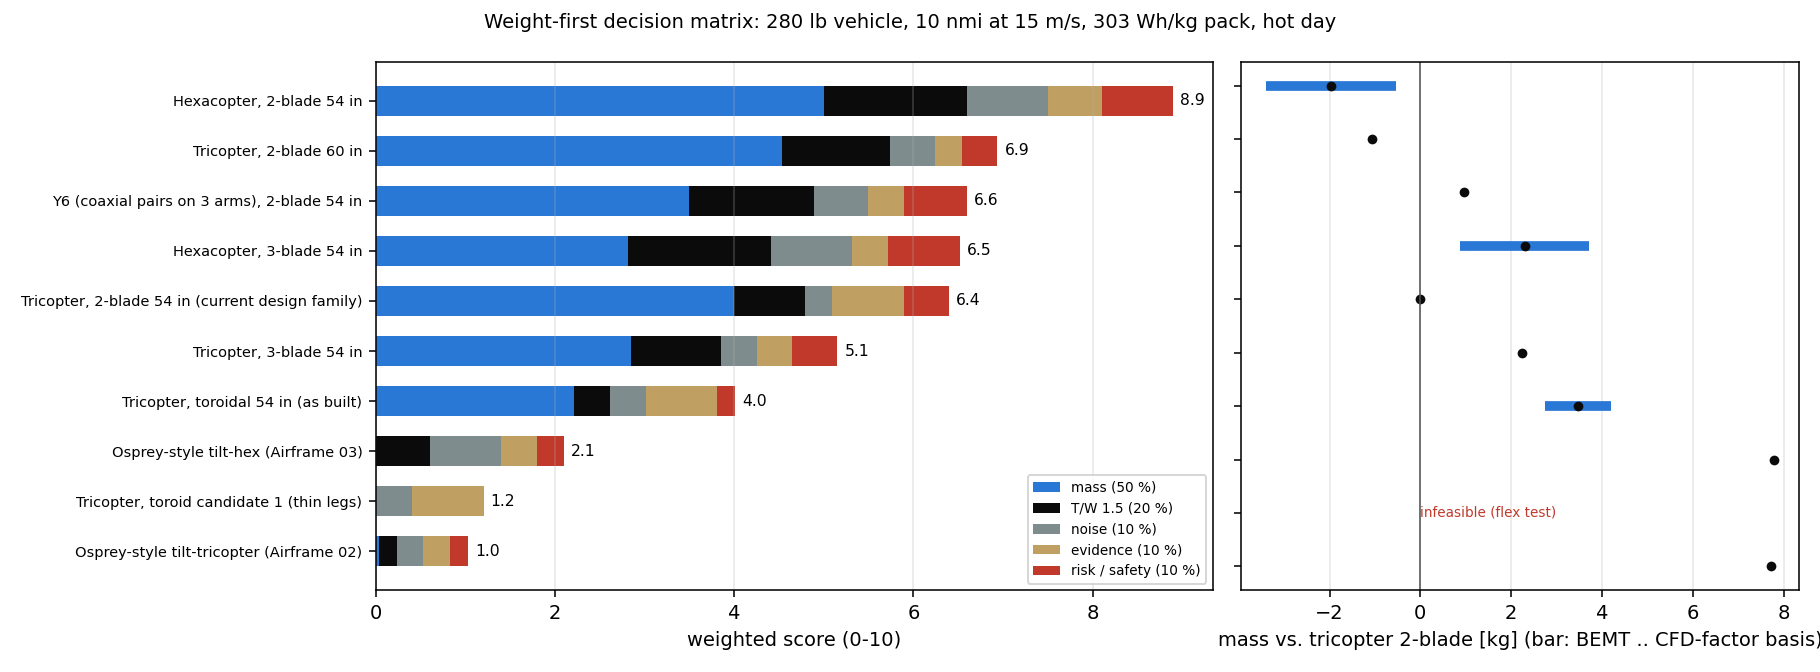 Weight-first decision matrix: 280 lb vehicle, 10 nmi at 15 m/s, 303 Wh/kg pack, hot day
Hexacopter, 2-blade 54 in
8.9
Tricopter, 2-blade 60 in
6.9
Y6 (coaxial pairs on 3 arms), 2-blade 54 in
6.6
Hexacopter, 3-blade 54 in
6.5
Tricopter, 2-blade 54 in (current design family)
6.4
Tricopter, 3-blade 54 in
5.1
Tricopter, toroidal 54 in (as built)
4.0
Osprey-style tilt-hex (Airframe 03)
2.1
Tricopter, toroid candidate 1 (thin legs)
1.2
Osprey-style tilt-tricopter (Airframe 02)
1.0
mass (50 %)
T/W 1.5 (20 %)
noise (10 %)
evidence (10 %)
risk / safety (10 %)
0 2 4 6 8
weighted score (0-10)
infeasible (flex test)
−2 0 2 4 6 8
mass vs. tricopter 2-blade [kg] (bar: BEMT .. CFD-factor basis)